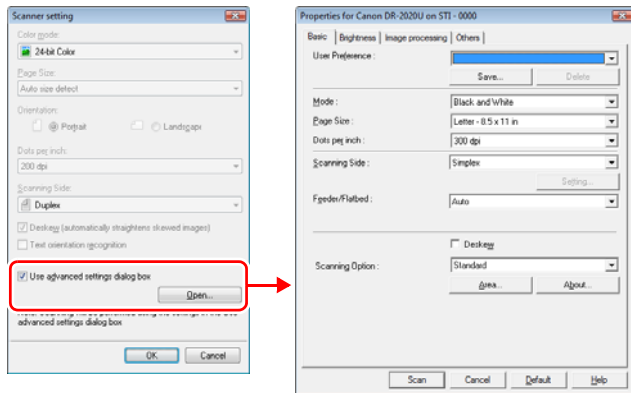 Scanner setting
Color mode:
24-bit Color
Page Size:
Auto size detect
Orientation:
Portrait
Landscape
Dots per inch:
200 dpi
Scanning Side:
Duplex
Deskew (automatically straightens skewed images)
Text orientation recognition
Use advanced settings dialog box
Open...
advanced settings dialog box
OK
Cancel
Properties for Canon DR-2020U on STI - 0000
Basic
Brightness
Image processing
Others
User Preference :
Save...
Delete
Mode :
Black and White
Page Size :
Letter - 8.5 x 11 in
Dots per inch :
300 dpi
Scanning Side :
Simplex
Setting...
Feeder/Flatbed :
Auto
Deskew
Scanning Option :
Standard
Area...
About...
Scan
Cancel
Default
Help